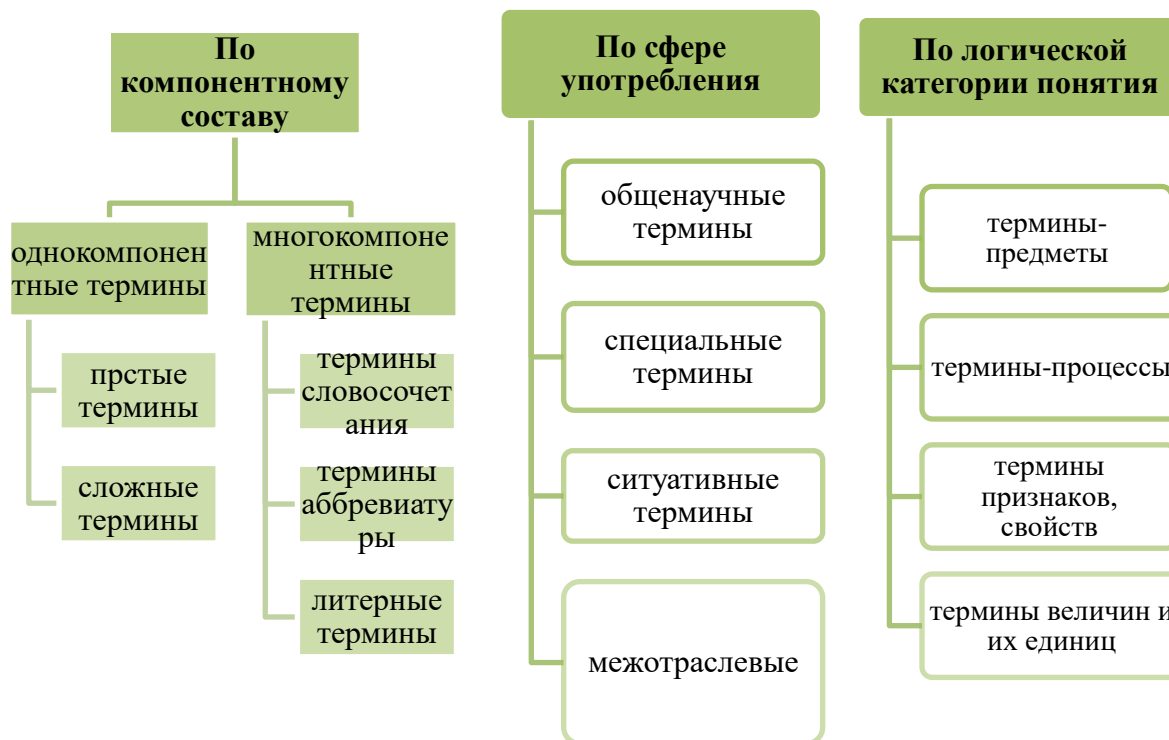 По
компонентному
составу
однокомпонен
тные термины
прстые
термины
сложные
термины
многокомпоне
нтные
термины
термины
словосочет
ания
термины
аббревиату
ры
литерные
термины
По сфере
употребления
общенаучные
термины
специальные
термины
ситуативные
термины
межотраслевые
По логической
категории понятия
термины-
предметы
термины-процессы
термины
признаков,
свойств
термины величин и
их единиц